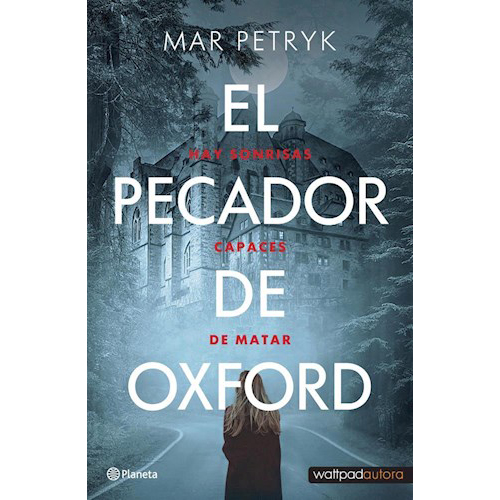 MAR PETRYK
EL
HAY SONRISAS
PECADOR
CAPACES
DE
DE MATAR
OXFORD
Planeta
wattpadautora